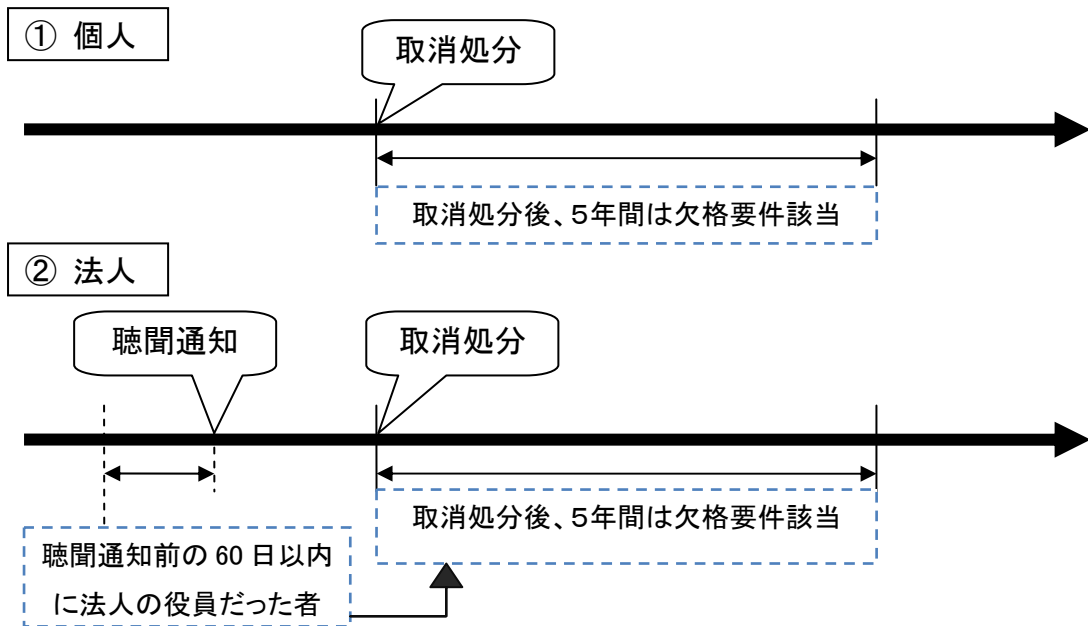 ① 個人
取消処分
取消処分後、５年間は欠格要件該当
② 法人
聴聞通知
取消処分
取消処分後、５年間は欠格要件該当
聴聞通知前の 60 日以内
に法人の役員だった者